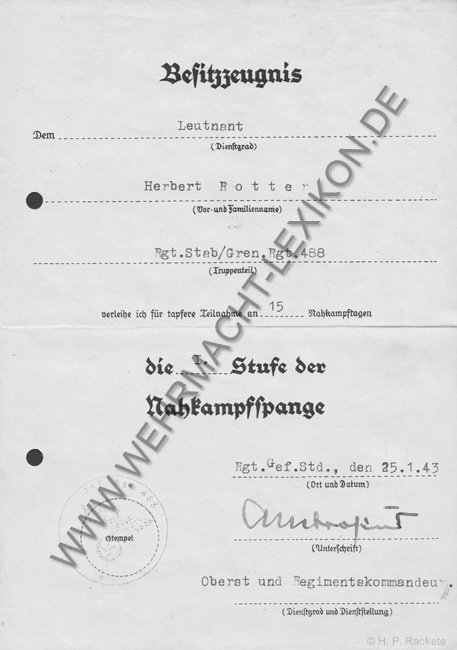 Besitzzeugnis
Dem Leutnant
(Dienstgrad)
Herbert Rotter
(Vor- und Familienname)
Rgt.Stab/Gren.Rgt.488
(Truppenteil)
verleihe ich für tapfere Teilnahme an 15 Nahkampftagen
die I. Stufe der
Nahkampfspange
Rgt.Gef.Std., den 25.1.43
(Ort und Datum)
Stempel
(Unterschrift)
Oberst und Regimentskommandeur.
(Dienstgrad und Dienststellung)
WWW.WEHRMACHT-LEXIKON.DE
© H. P. Rackete